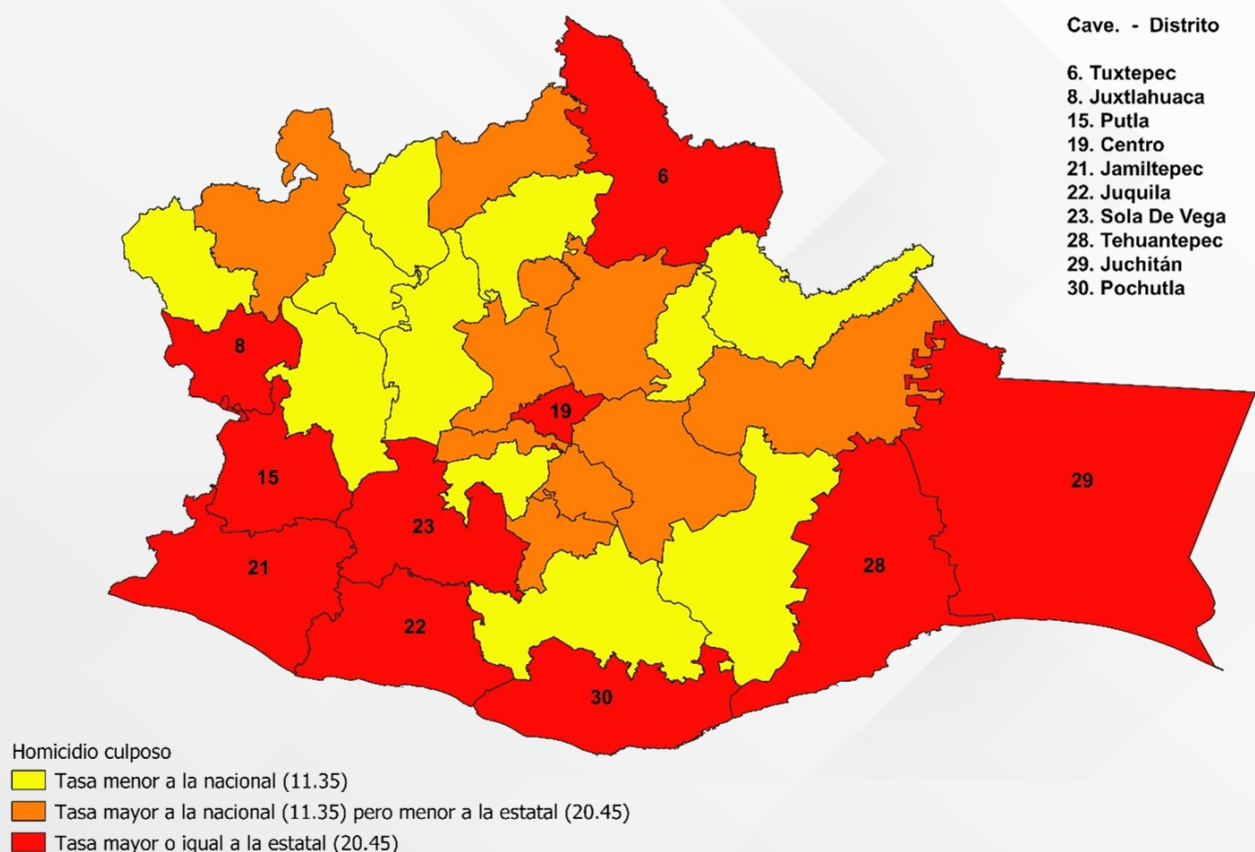 Cave. - Distrito
6. Tuxtepec
8. Juxtlahuaca
15. Putla
19. Centro
21. Jamiltepec
22. Juquila
23. Sola De Vega
28. Tehuantepec
29. Juchitán
30. Pochutla
6
8
19
15
29
23
21
28
22
30
Homicidio culposo
Tasa menor a la nacional (11.35)
Tasa mayor a la nacional (11.35) pero menor a la estatal (20.45)
Tasa mayor o igual a la estatal (20.45)